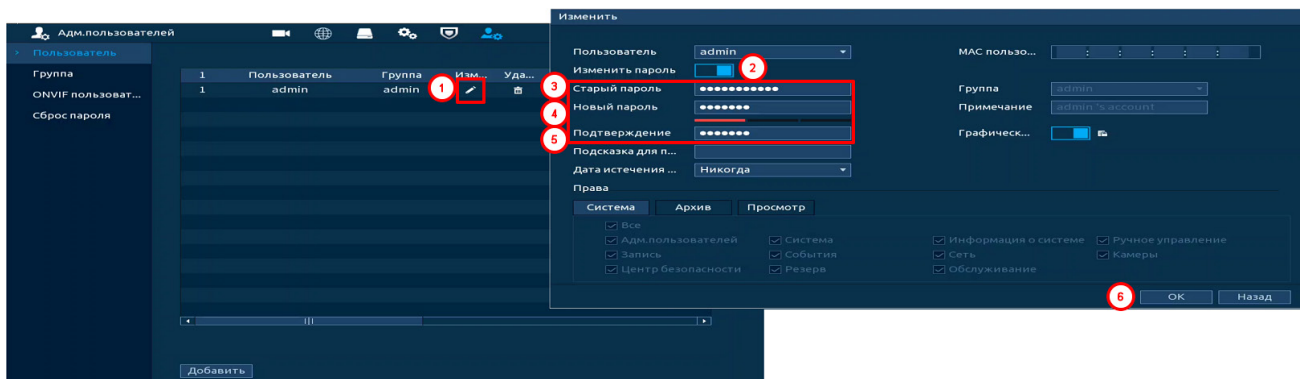 Адм.пользователей
Пользователь
Группа
ONVIF пользоват...
Сброс пароля
1 Пользователь Группа Изм... Уда...
1 admin admin
1
Добавить
Изменить
Пользователь admin
MAC пользо... : : : : :
Изменить пароль
2
3 Старый пароль
Группа admin
4 Новый пароль
Примечание admin 's account
5 Подтверждение
Графическ...
Подсказка для п...
Дата истечения ... Никогда
Права
Система Архив Просмотр
Все
Адм.пользователей Система Информация о системе Ручное управление
Запись События Сеть Камеры
Центр безопасности Резерв Обслуживание
6 OK Назад